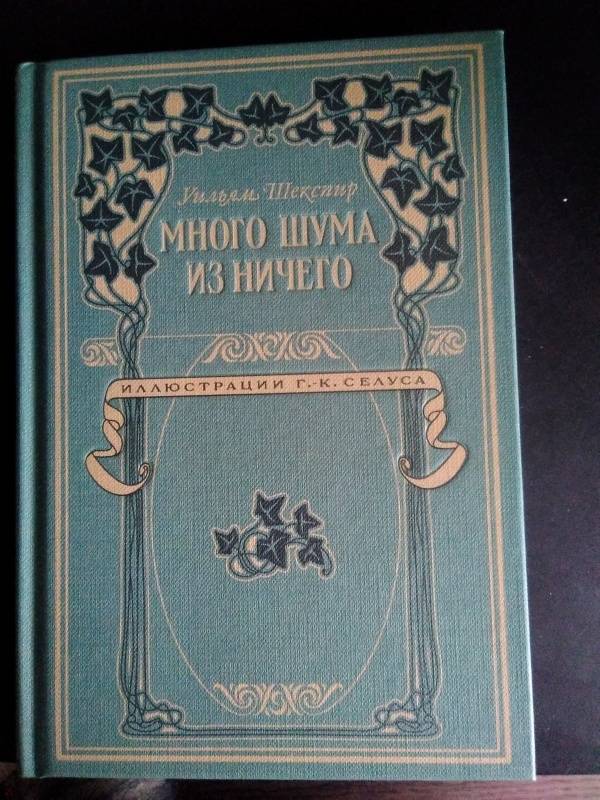 Уильям Шекспир
МНОГО ШУМА
ИЗ НИЧЕГО
ИЛЛЮСТРАЦИИ Г.-К. СЕЛУСА